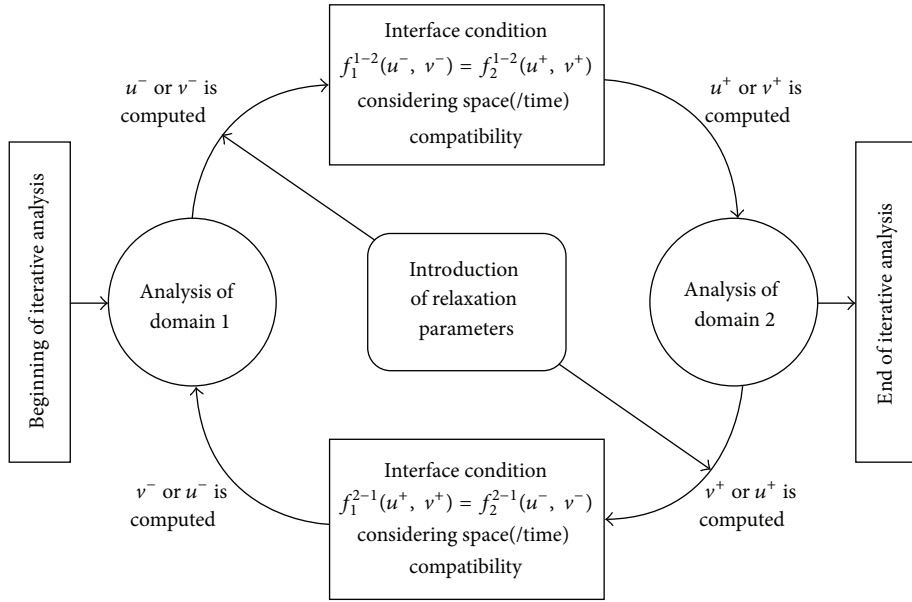 Beginning of iterative analysis
u⁻ or v⁻ is
computed
Interface condition
f₁¹⁻²(u⁻, v⁻) = f₂¹⁻²(u⁺, v⁺)
considering space(/time)
compatibility
u⁺ or v⁺ is
computed
Analysis of
domain 1
Introduction
of relaxation
parameters
Analysis of
domain 2
End of iterative analysis
v⁻ or u⁻ is
computed
Interface condition
f₁²⁻¹(u⁺, v⁺) = f₂²⁻¹(u⁻, v⁻)
considering space(/time)
compatibility
v⁺ or u⁺ is
computed